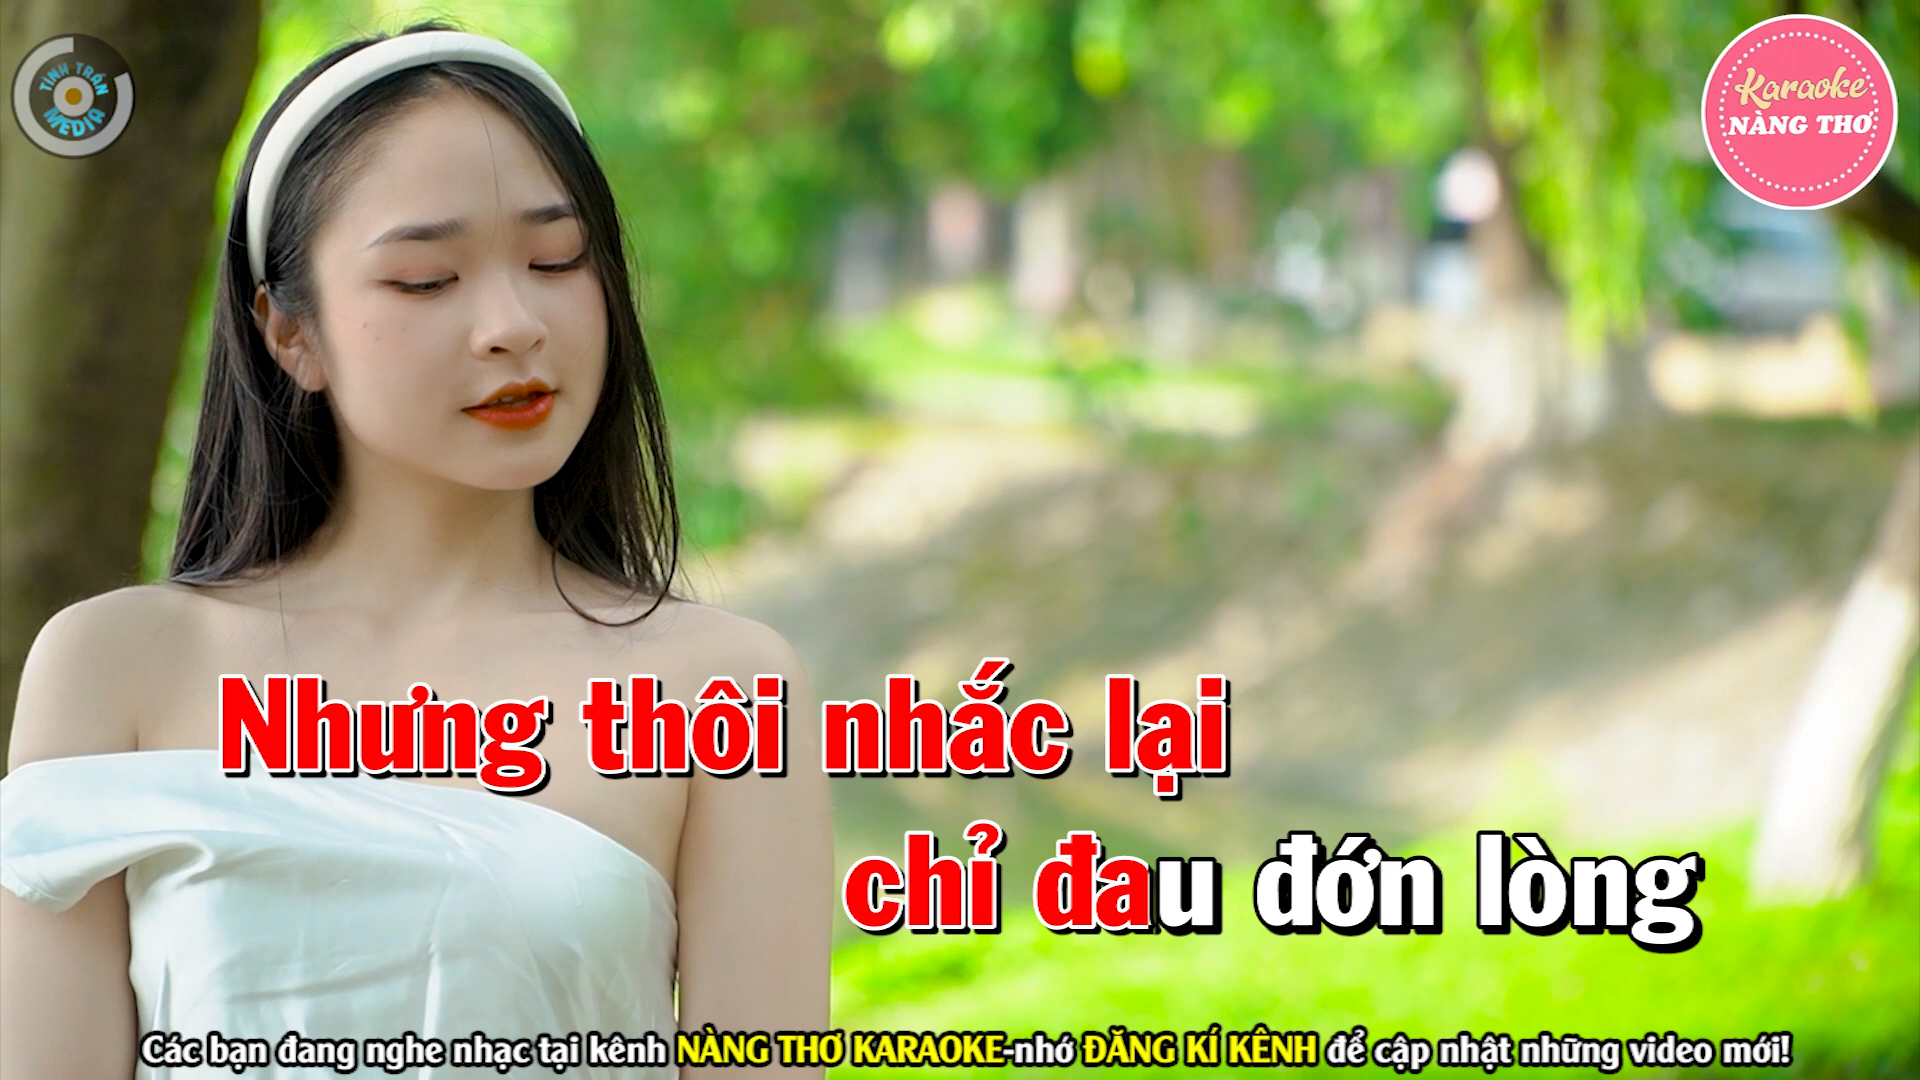 TÌNH TRẦN
MEDIA
Karaoke
NÀNG THƠ
Nhưng thôi nhắc lại
chỉ đau đớn lòng
Các bạn đang nghe nhạc tại kênh NÀNG THƠ KARAOKE-nhớ ĐĂNG KÍ KÊNH để cập nhật những video mới!